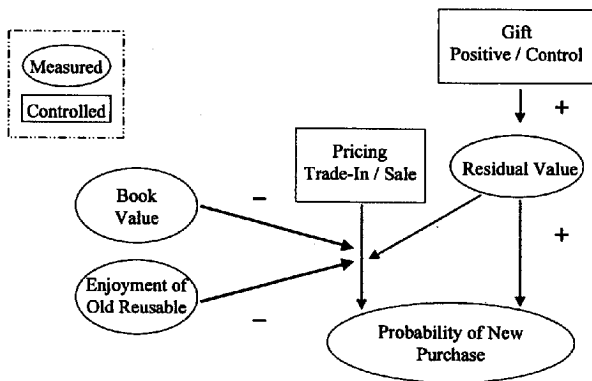 Measured
Controlled
Gift
Positive / Control
+
Pricing
Trade-In / Sale
Residual Value
Book
Value
−
+
Enjoyment of
Old Reusable
−
Probability of New
Purchase